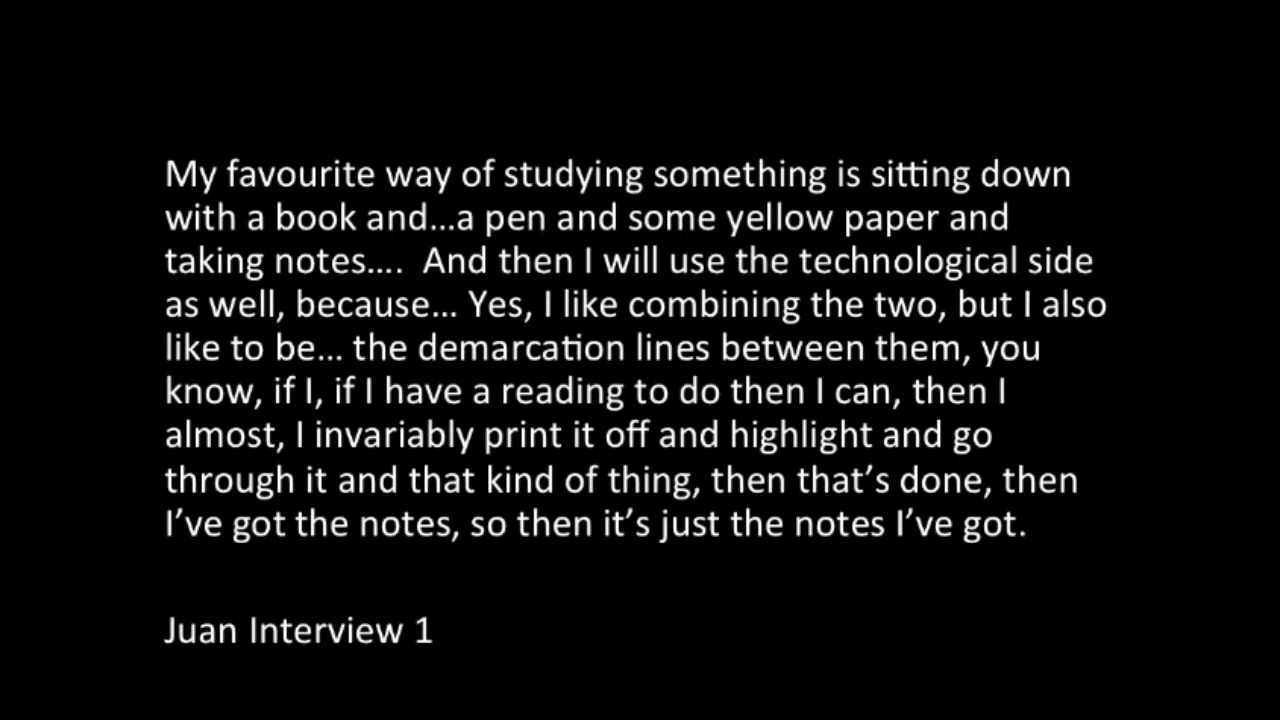 My favourite way of studying something is sitting down
with a book and...a pen and some yellow paper and
taking notes....  And then I will use the technological side
as well, because... Yes, I like combining the two, but I also
like to be... the demarcation lines between them, you
know, if I, if I have a reading to do then I can, then I
almost, I invariably print it off and highlight and go
through it and that kind of thing, then that’s done, then
I’ve got the notes, so then it’s just the notes I’ve got.
Juan Interview 1